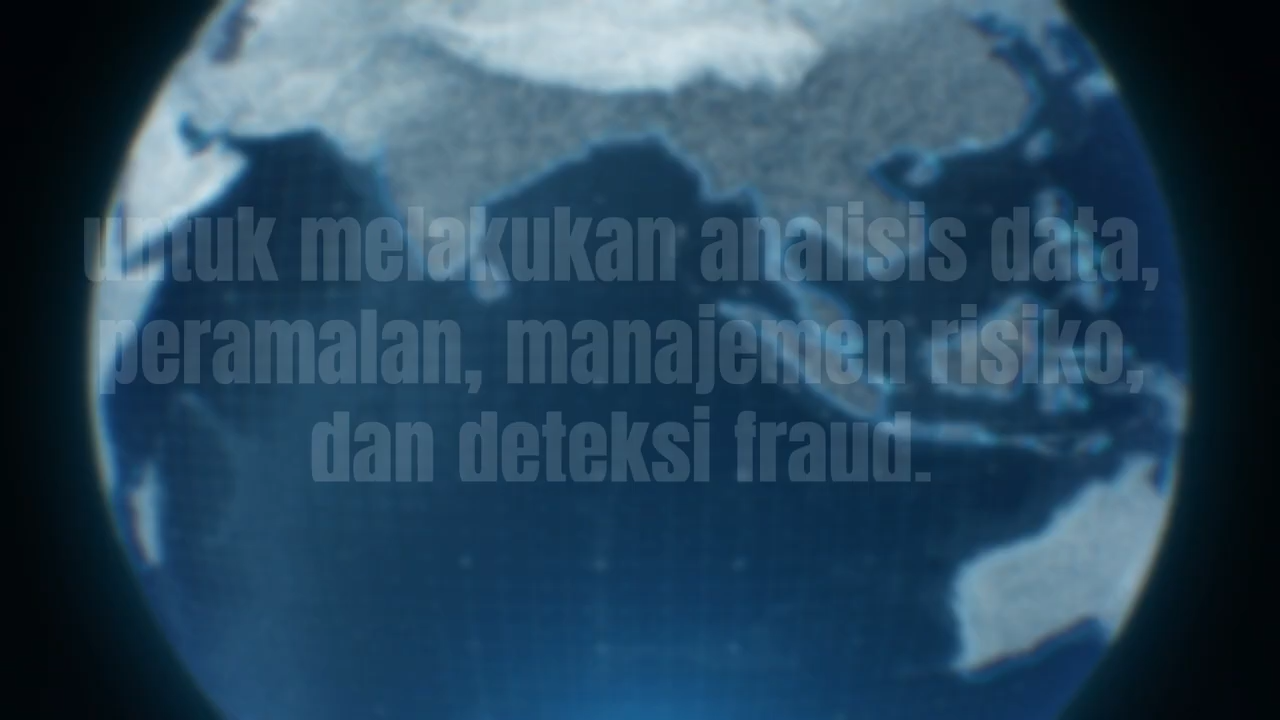 untuk melakukan analisis data,
peramalan, manajemen risiko,
dan deteksi fraud.